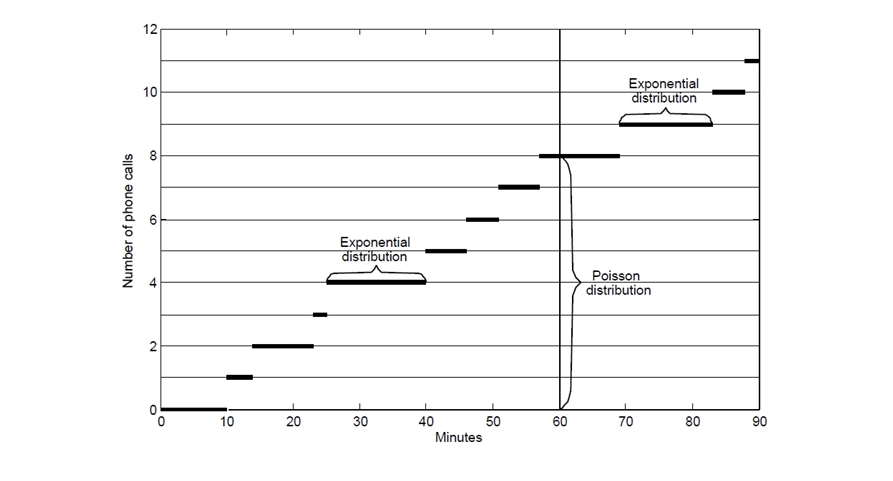 12
Exponential
distribution
10
8
Exponential
distribution
6
Number of phone calls
Poisson
distribution
4
2
0
0 10 20 30 40 50 60 70 80 90
Minutes